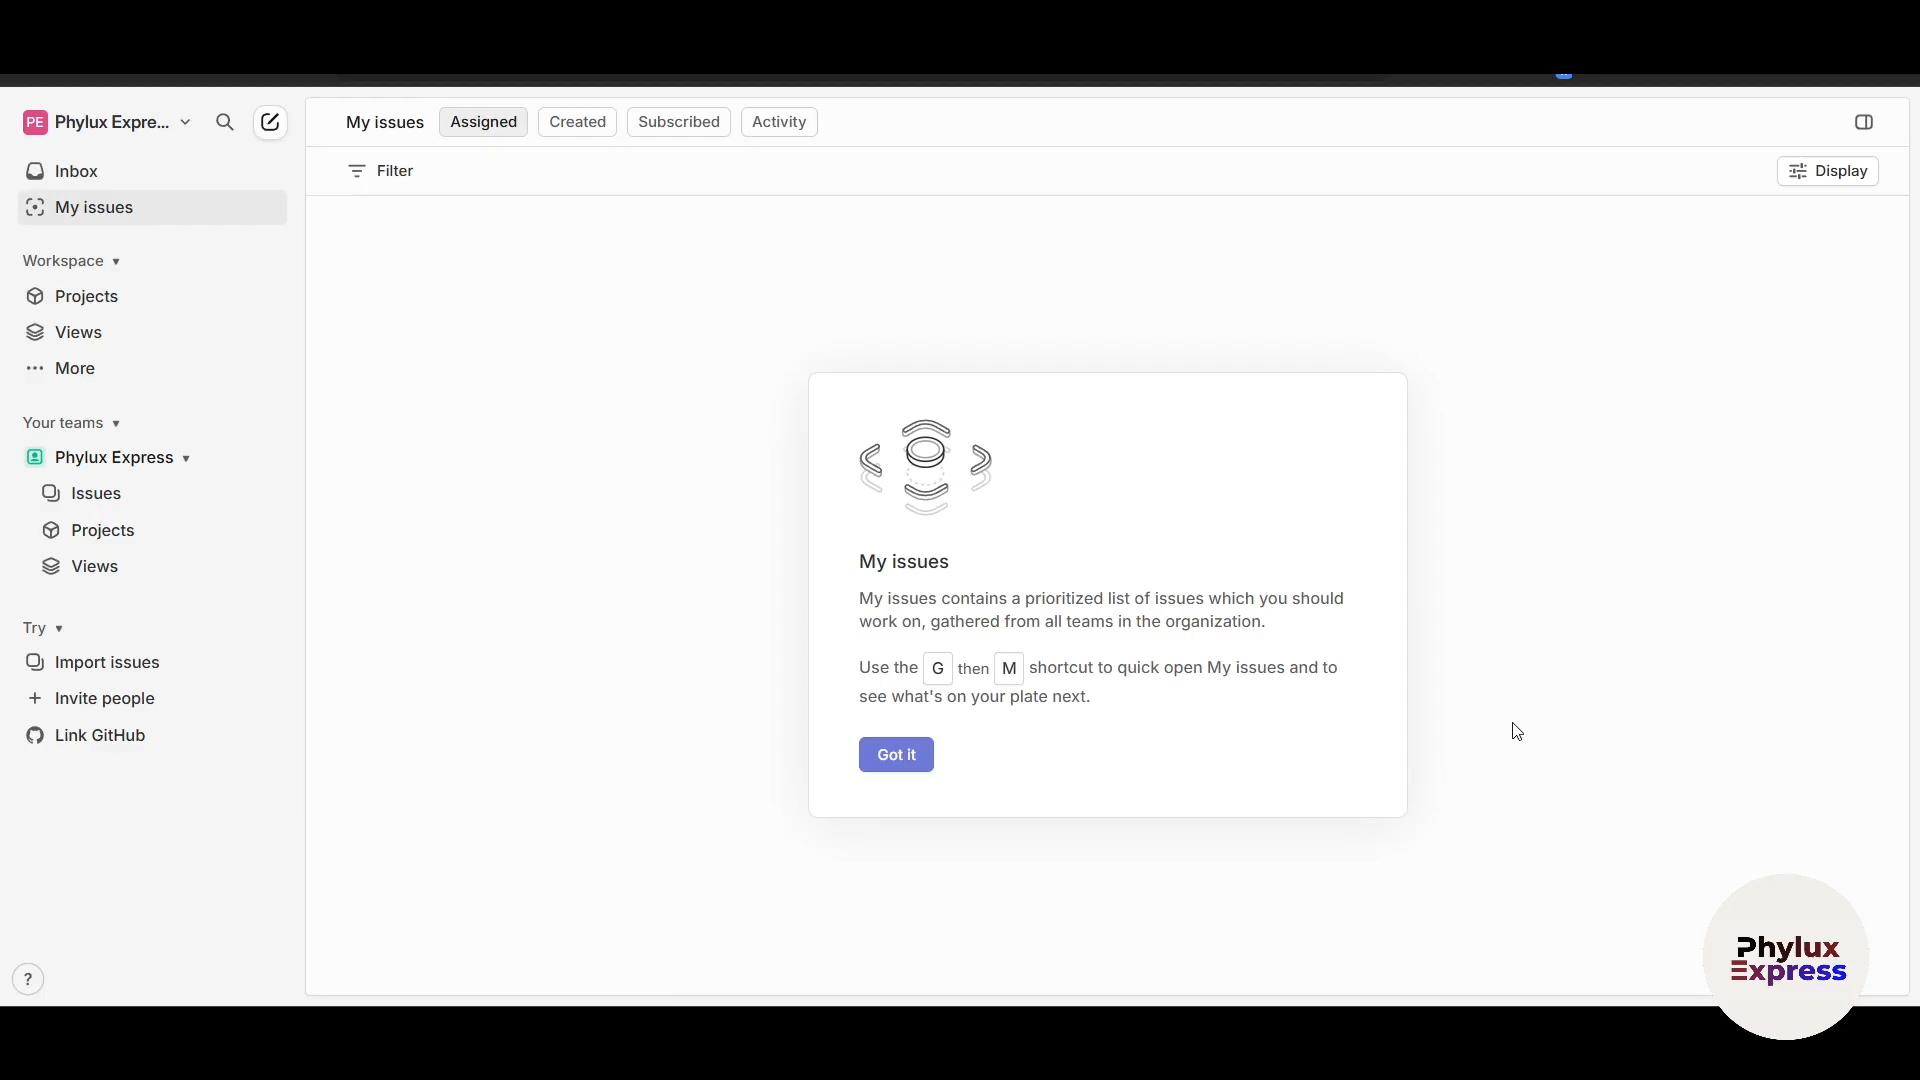 PE Phylux Expre...
Inbox
My issues
Workspace
Projects
Views
More
Your teams
Phylux Express
Issues
Projects
Views
Try
Import issues
Invite people
Link GitHub
?
My issues Assigned Created Subscribed Activity
Filter Display
My issues
My issues contains a prioritized list of issues which you should
work on, gathered from all teams in the organization.
Use the G then M shortcut to quick open My issues and to
see what's on your plate next.
Got it
Phylux
Express